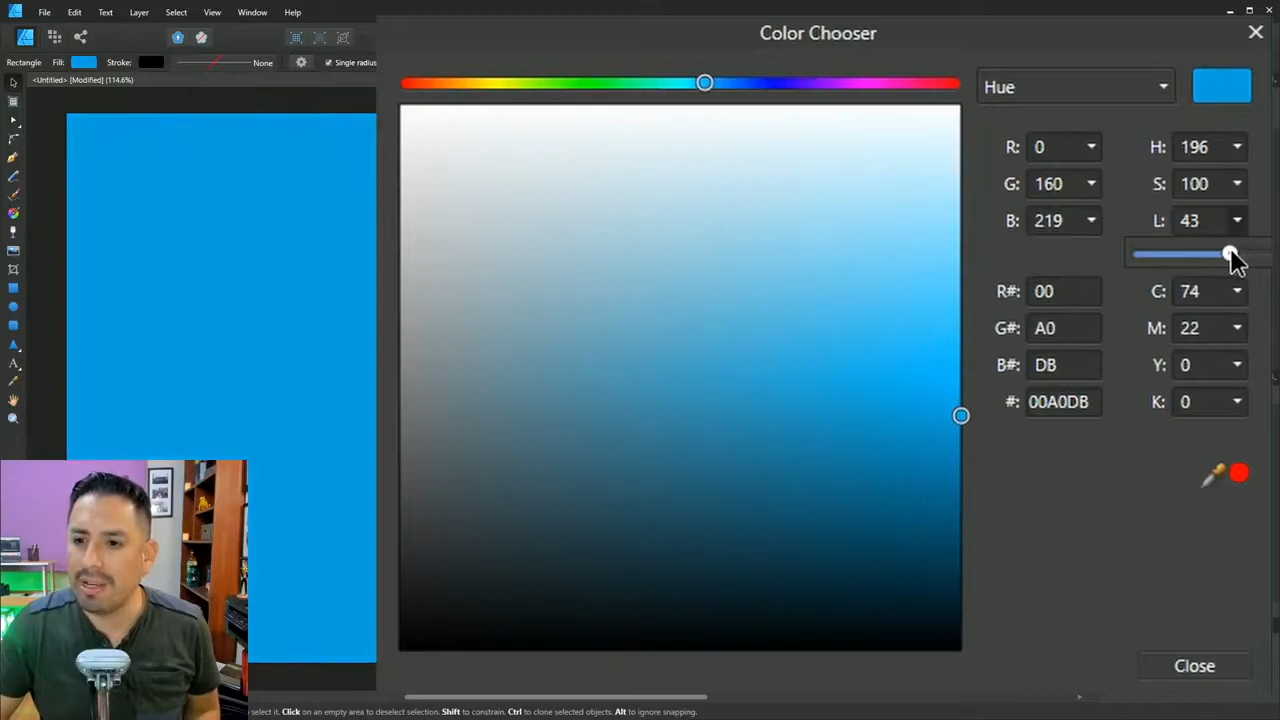 File Edit Text Layer Select View Window Help
Color Chooser
Rectangle Fill: Stroke: None Single radius
<Untitled> [Modified] (114.6%)
Hue
R: 0 H: 196
G: 160 S: 100
B: 219 L: 43
R#: 00 C: 74
G#: A0 M: 22
B#: DB Y: 0
#: 00A0DB K: 0
Close
select it. Click on an empty area to deselect selection. Shift to constrain. Ctrl to clone selected objects. Alt to ignore snapping.